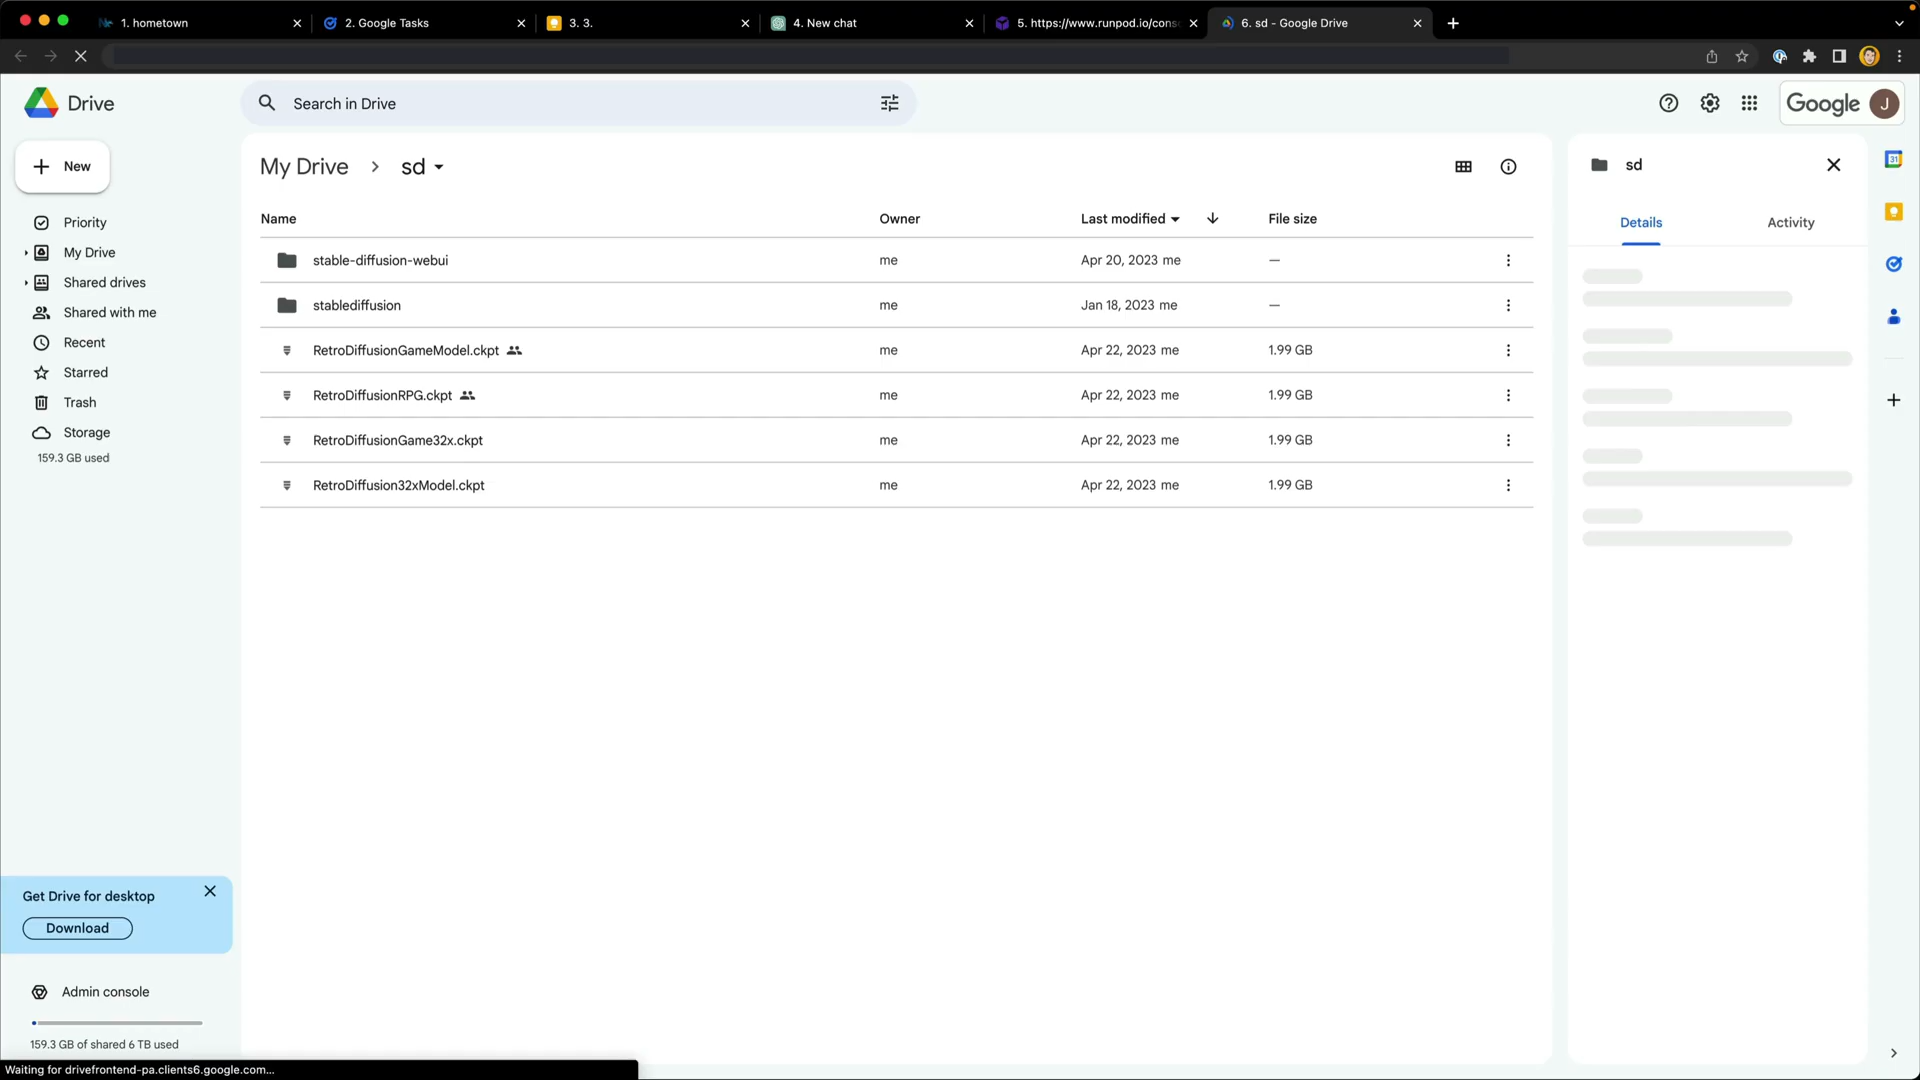 1. hometown
2. Google Tasks
3. 3.
4. New chat
5. https://www.runpod.io/cons
6. sd - Google Drive
Drive
Search in Drive
Google
J
New
My Drive
sd
sd
Details
Activity
31
Priority
My Drive
Shared drives
Shared with me
Recent
Starred
Trash
Storage
159.3 GB used
Name Owner Last modified File size
stable-diffusion-webui me Apr 20, 2023 me —
stablediffusion me Jan 18, 2023 me —
RetroDiffusionGameModel.ckpt me Apr 22, 2023 me 1.99 GB
RetroDiffusionRPG.ckpt me Apr 22, 2023 me 1.99 GB
RetroDiffusionGame32x.ckpt me Apr 22, 2023 me 1.99 GB
RetroDiffusion32xModel.ckpt me Apr 22, 2023 me 1.99 GB
Get Drive for desktop
Download
Admin console
159.3 GB of shared 6 TB used
Waiting for drivefrontend-pa.clients6.google.com...